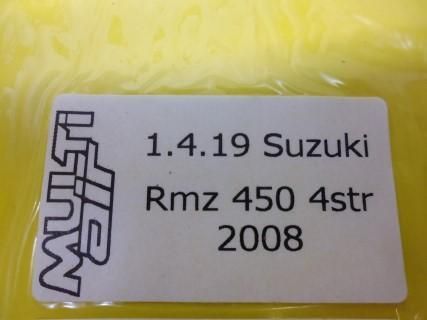 MULTi
air
1.4.19 Suzuki
Rmz 450 4str
2008